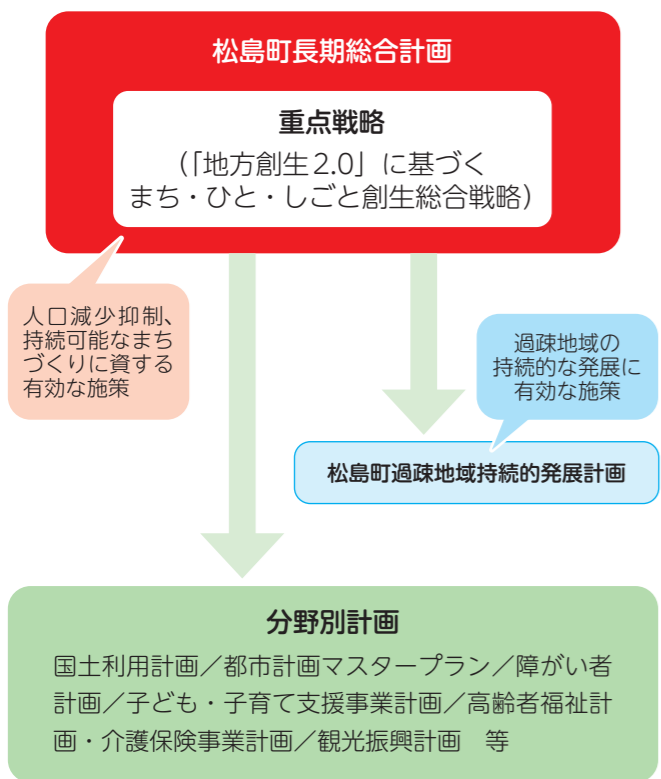 松島町長期総合計画
重点戦略
（「地方創生2.0」に基づく
まち・ひと・しごと創生総合戦略）
人口減少抑制、
持続可能なまち
づくりに資する
有効な施策
過疎地域の
持続的な発展に
有効な施策
松島町過疎地域持続的発展計画
分野別計画
国土利用計画／都市計画マスタープラン／障がい者
計画／子ども・子育て支援事業計画／高齢者福祉計
画・介護保険事業計画／観光振興計画　等